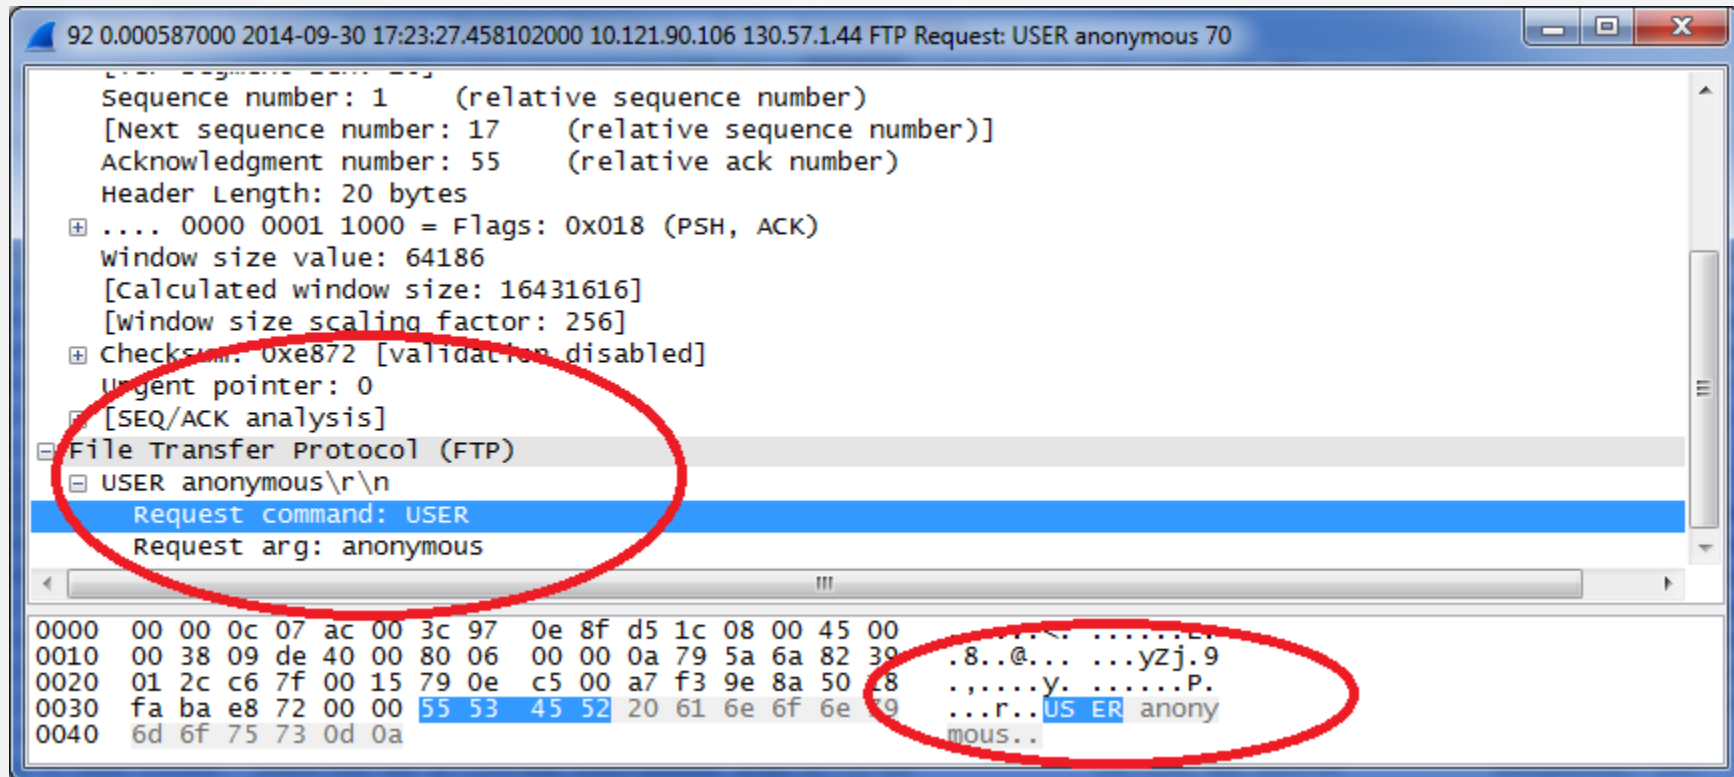 92 0.000587000 2014-09-30 17:23:27.458102000 10.121.90.106 130.57.1.44 FTP Request: USER anonymous 70
Sequence number: 1    (relative sequence number)
[Next sequence number: 17    (relative sequence number)]
Acknowledgment number: 55    (relative ack number)
Header Length: 20 bytes
.... 0000 0001 1000 = Flags: 0x018 (PSH, ACK)
Window size value: 64186
[Calculated window size: 16431616]
[Window size scaling factor: 256]
Checksum: 0xe872 [validation disabled]
Urgent pointer: 0
[SEQ/ACK analysis]
File Transfer Protocol (FTP)
USER anonymous\r\n
Request command: USER
Request arg: anonymous
0000  00 00 0c 07 ac 00 3c 97  0e 8f d5 1c 08 00 45 00  ......<. ......E.
0010  00 38 09 de 40 00 80 06  00 00 0a 79 5a 6a 82 39  .8..@... ...yZj.9
0020  01 2c c6 7f 00 15 79 0e  c5 00 a7 f3 9e 8a 50 18  .,....y. ......P.
0030  fa ba e8 72 00 00 55 53  45 52 20 61 6e 6f 6e 79  ...r..US ER anony
0040  6d 6f 75 73 0d 0a  mous..